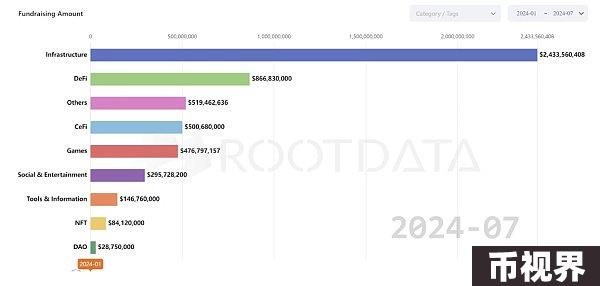 Fundraising Amount
Category / Tags
2024-01 – 2024-07
0 500,000,000 1,000,000,000 1,500,000,000 2,000,000,000 2,433,560,408
Infrastructure $2,433,560,408
DeFi $866,830,000
Others $519,462,636
CeFi $500,680,000
Games $476,797,157
Social & Entertainment $295,728,200
Tools & Information $146,760,000
NFT $84,120,000
DAO $28,750,000
ROOTDATA
2024-07
2024-01
币视界